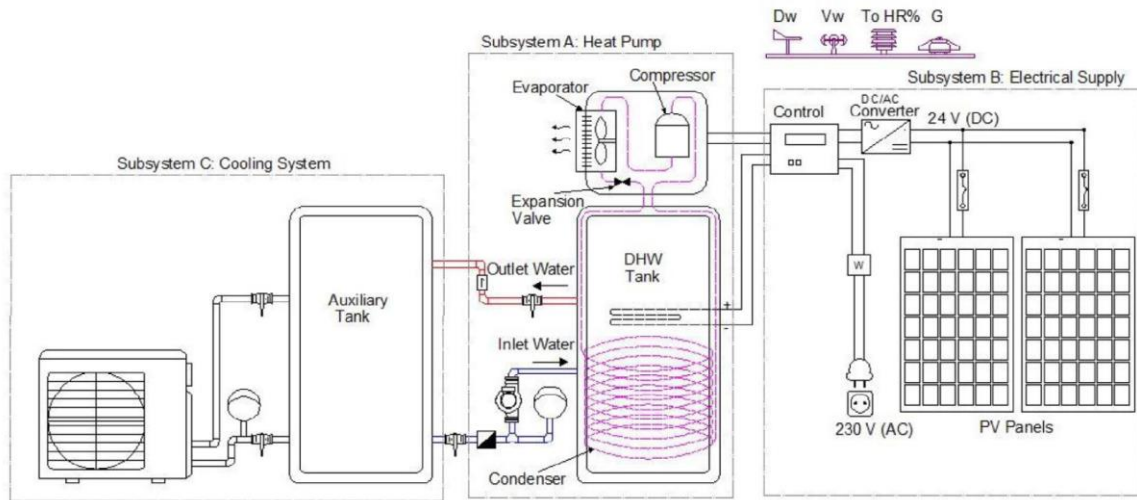 Dw Vw To HR% G
Subsystem A: Heat Pump
Subsystem B: Electrical Supply
Subsystem C: Cooling System
Compressor
Evaporator
Control
DC/AC
Converter
24 V (DC)
Expansion
Valve
DHW
Tank
Outlet Water
Auxiliary
Tank
Inlet Water
+
-
W
230 V (AC)
PV Panels
Condenser